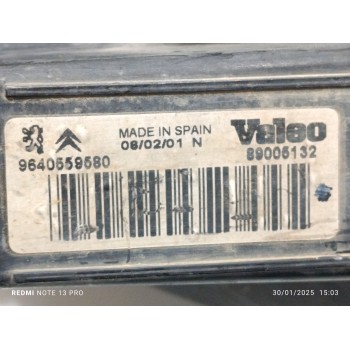 MADE IN SPAIN
08/02/01 N
Valeo
9640559580
89005132
REDMI NOTE 13 PRO
30/01/2025 15:03